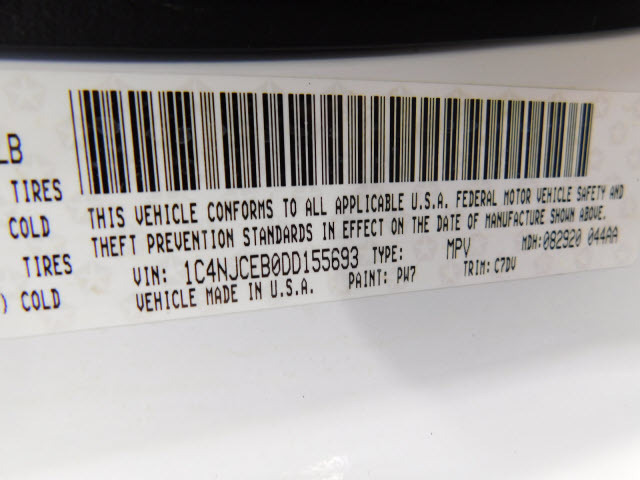 LB
TIRES
COLD
TIRES
) COLD
THIS VEHICLE CONFORMS TO ALL APPLICABLE U.S.A. FEDERAL MOTOR VEHICLE SAFETY AND
THEFT PREVENTION STANDARDS IN EFFECT ON THE DATE OF MANUFACTURE SHOWN ABOVE.
VIN: 1C4NJCEB0DD155693 TYPE: MPV MDH:082920 044AA
VEHICLE MADE IN U.S.A. PAINT: PW7 TRIM: C7DV